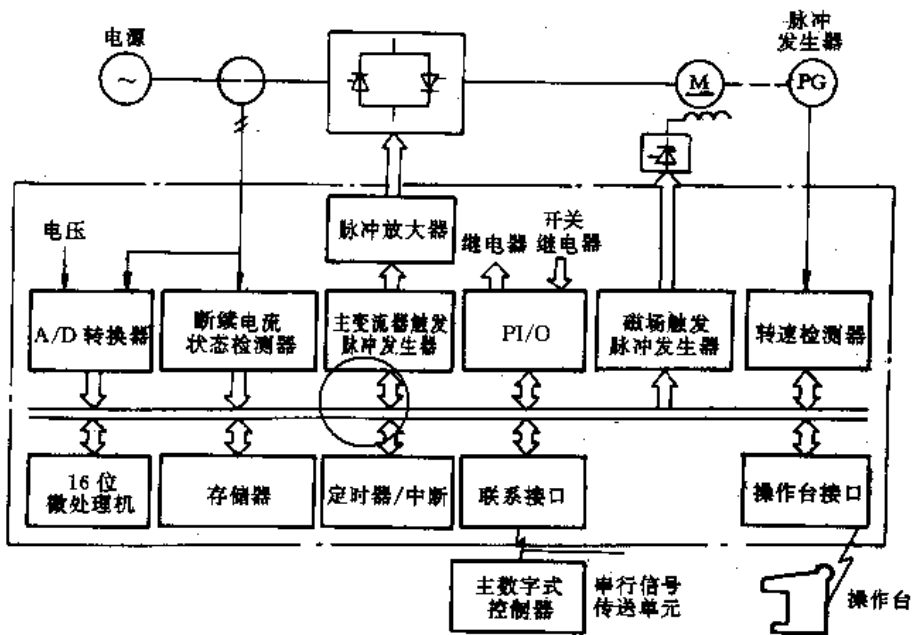 电源
~
M
脉冲
发生器
PG
电压
脉冲放大器
继电器
开关
继电器
A/D 转换器
断续电流
状态检测器
主变流器触发
脉冲发生器
PI/O
磁场触发
脉冲发生器
转速检测器
16 位
微处理机
存储器
定时器/中断
联系接口
操作台接口
主数字式
控制器
串行信号
传送单元
操作台